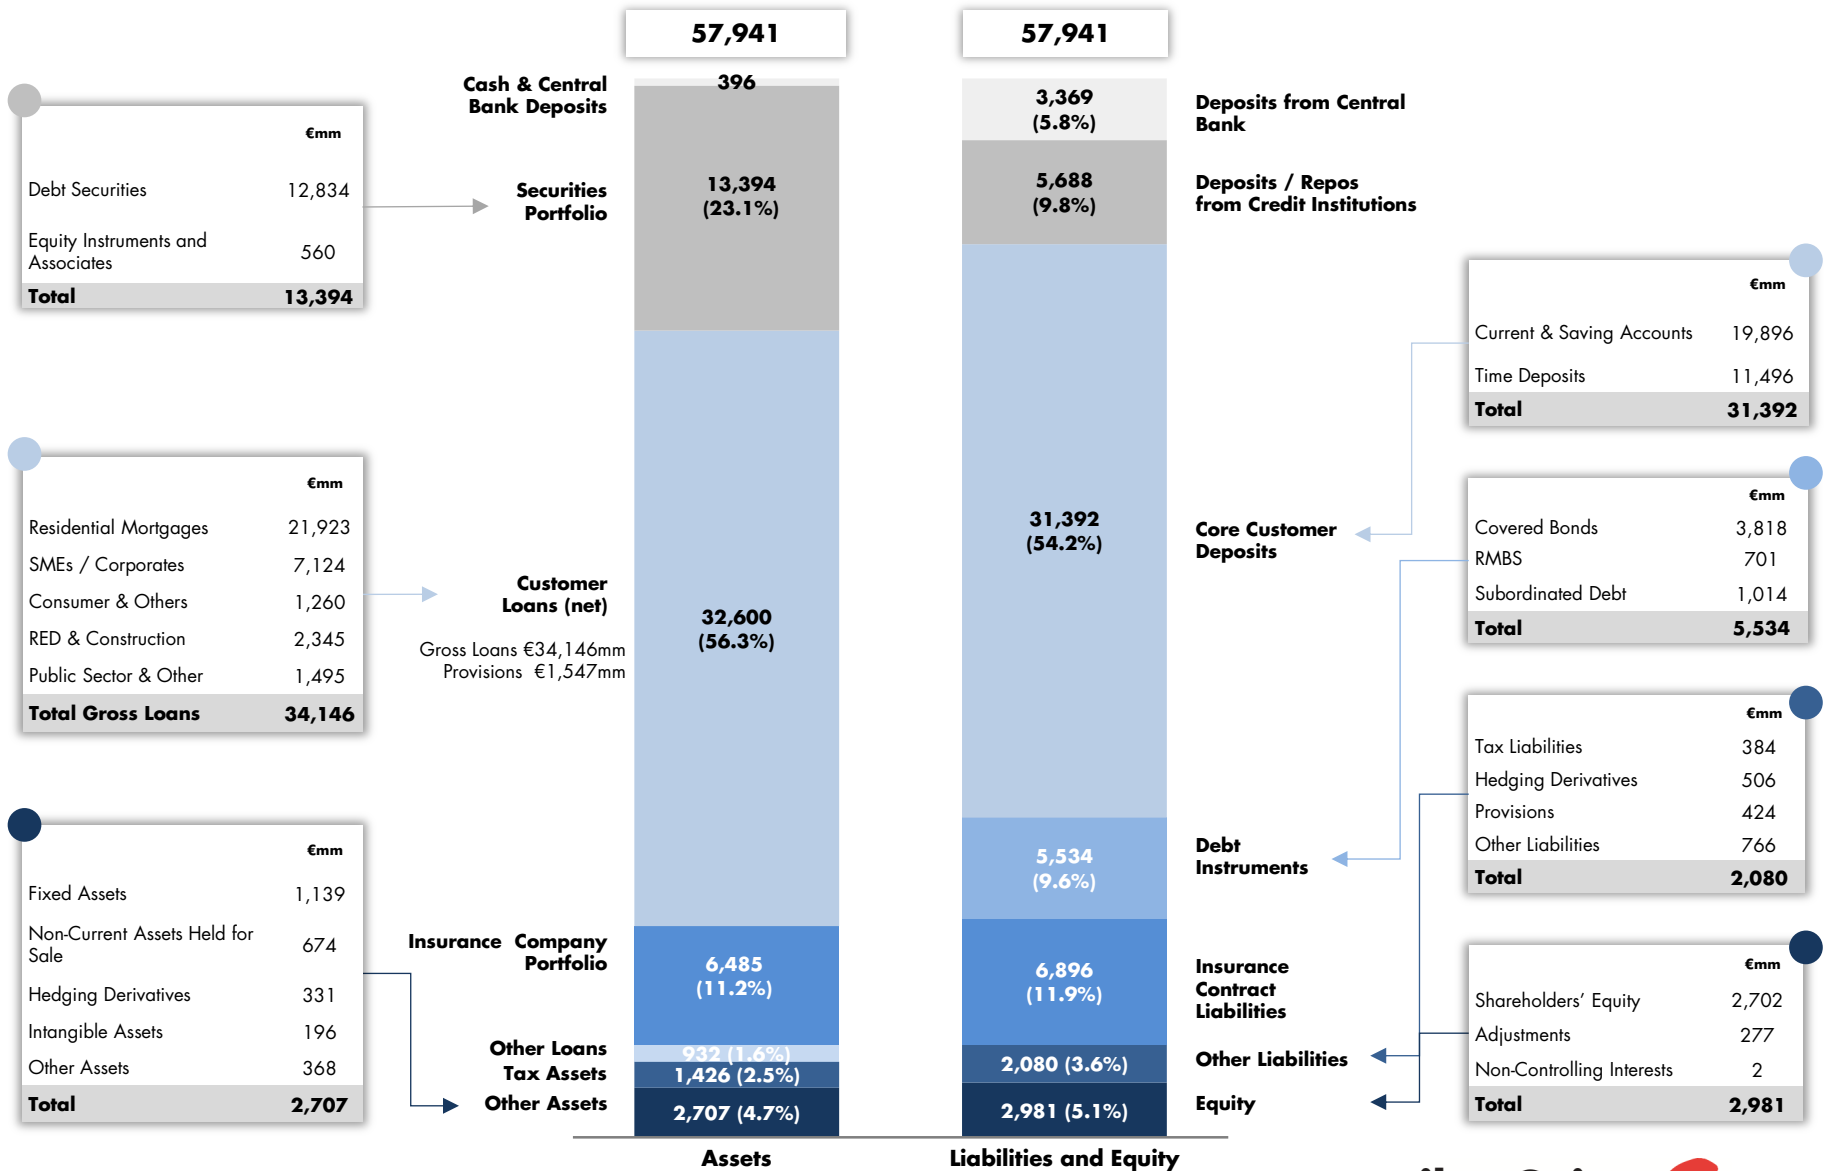 57,941
57,941
Cash & Central
Bank Deposits
396
3,369
(5.8%)
Deposits from Central
Bank
€mm
Debt Securities 12,834
Equity Instruments and
Associates 560
Total 13,394
Securities
Portfolio
13,394
(23.1%)
5,688
(9.8%)
Deposits / Repos
from Credit Institutions
€mm
Current & Saving Accounts 19,896
Time Deposits 11,496
Total 31,392
€mm
Residential Mortgages 21,923
SMEs / Corporates 7,124
Consumer & Others 1,260
RED & Construction 2,345
Public Sector & Other 1,495
Total Gross Loans 34,146
Customer
Loans (net)
Gross Loans €34,146mm
Provisions €1,547mm
32,600
(56.3%)
31,392
(54.2%)
Core Customer
Deposits
€mm
Covered Bonds 3,818
RMBS 701
Subordinated Debt 1,014
Total 5,534
5,534
(9.6%)
Debt
Instruments
€mm
Tax Liabilities 384
Hedging Derivatives 506
Provisions 424
Other Liabilities 766
Total 2,080
€mm
Fixed Assets 1,139
Non-Current Assets Held for
Sale 674
Hedging Derivatives 331
Intangible Assets 196
Other Assets 368
Total 2,707
Insurance Company
Portfolio
6,485
(11.2%)
6,896
(11.9%)
Insurance
Contract
Liabilities
Other Loans
932 (1.6%)
Tax Assets
1,426 (2.5%)
Other Assets
2,707 (4.7%)
2,080 (3.6%)
Other Liabilities
2,981 (5.1%)
Equity
€mm
Shareholders’ Equity 2,702
Adjustments 277
Non-Controlling Interests 2
Total 2,981
Assets
Liabilities and Equity